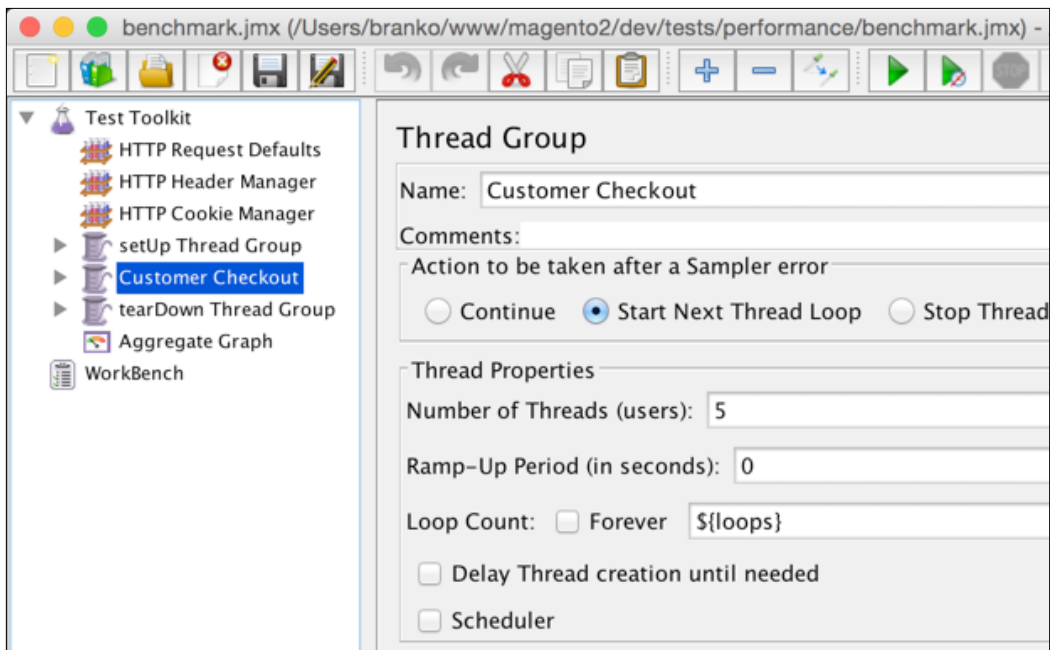 benchmark.jmx (/Users/branko/www/magento2/dev/tests/performance/benchmark.jmx) -
STOP
Test Toolkit
HTTP Request Defaults
HTTP Header Manager
HTTP Cookie Manager
setUp Thread Group
Customer Checkout
tearDown Thread Group
Aggregate Graph
WorkBench
Thread Group
Name: Customer Checkout
Comments:
Action to be taken after a Sampler error
Continue Start Next Thread Loop Stop Thread
Thread Properties
Number of Threads (users): 5
Ramp-Up Period (in seconds): 0
Loop Count: Forever ${loops}
Delay Thread creation until needed
Scheduler